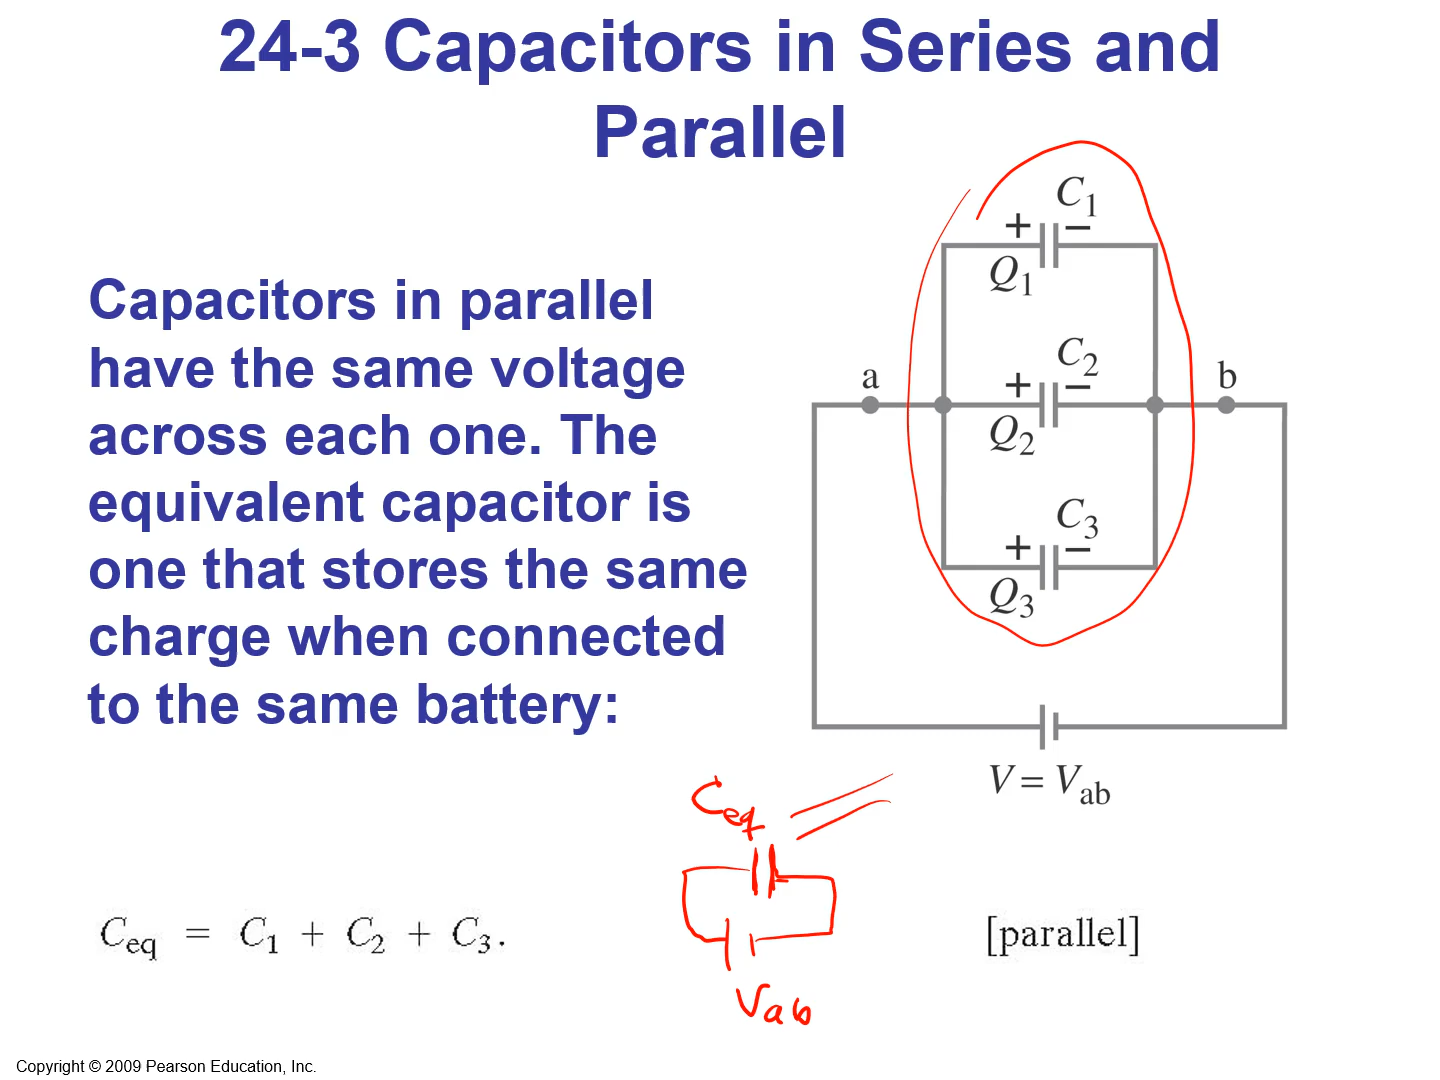 24-3 Capacitors in Series and
Parallel
Capacitors in parallel
have the same voltage
across each one. The
equivalent capacitor is
one that stores the same
charge when connected
to the same battery:
C1
+ −
Q1
a
C2
b
+ −
Q2
C3
+ −
Q3
V = Vab
Ceq
Vab
Ceq = C1 + C2 + C3.
[parallel]
Copyright © 2009 Pearson Education, Inc.